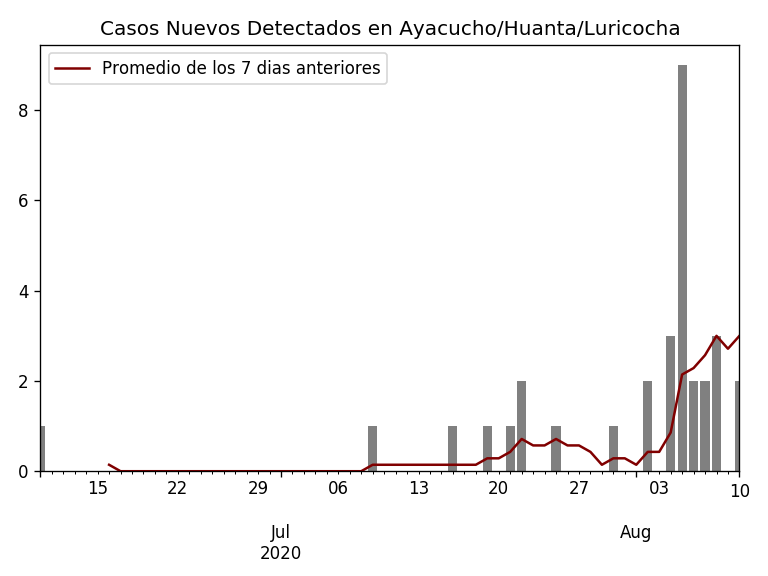 Casos Nuevos Detectados en Ayacucho/Huanta/Luricocha
Promedio de los 7 dias anteriores
8
6
4
2
0
15 22 29 06 13 20 27 03 10
Jul Aug
2020